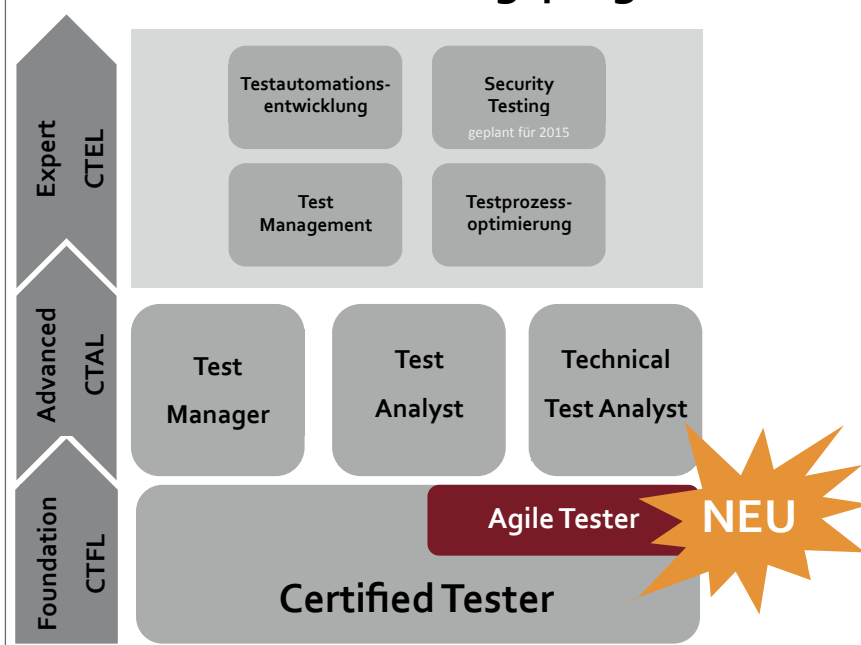 Expert
CTEL
Testautomations-
entwicklung
Security
Testing
geplant für 2015
Test
Management
Testprozess-
optimierung
Advanced
CTAL
Test
Manager
Test
Analyst
Technical
Test Analyst
Foundation
CTFL
Agile Tester
NEU
Certified Tester